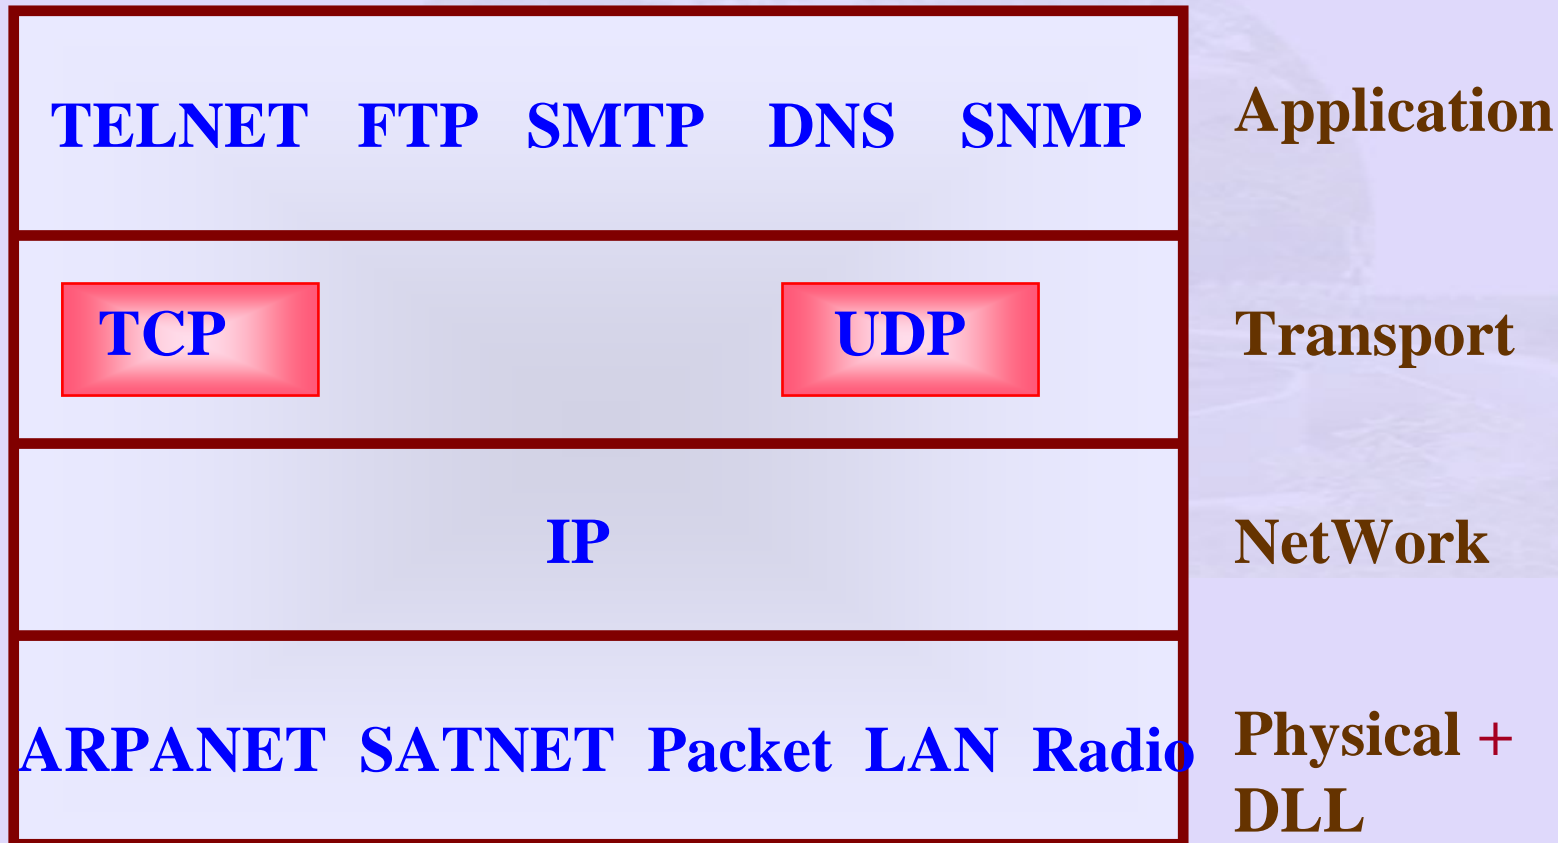 TELNET FTP SMTP DNS SNMP Application
TCP UDP Transport
IP NetWork
ARPANET SATNET Packet LAN Radio Physical +
DLL